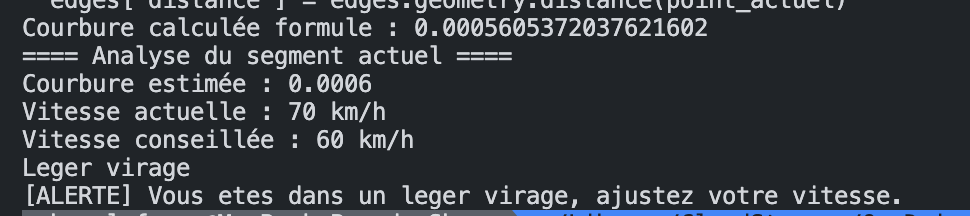 edges['distance'] = edges.geometry.distance(point_actuel)
Courbure calculée formule : 0.0005605372037621602
==== Analyse du segment actuel ====
Courbure estimée : 0.0006
Vitesse actuelle : 70 km/h
Vitesse conseillée : 60 km/h
Leger virage
[ALERTE] Vous etes dans un leger virage, ajustez votre vitesse.